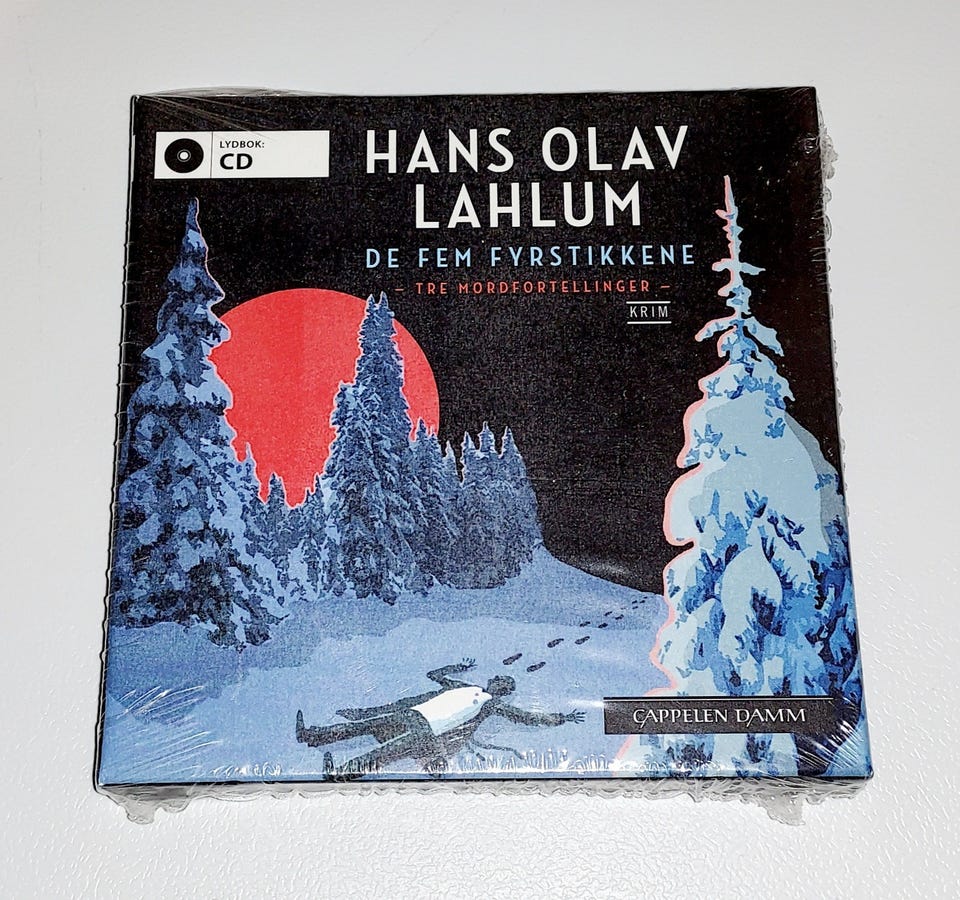 LYDBOK:
CD
HANS OLAV
LAHLUM
DE FEM FYRSTIKKENE
– TRE MORDFORTELLINGER –
KRIM
CAPPELEN DAMM